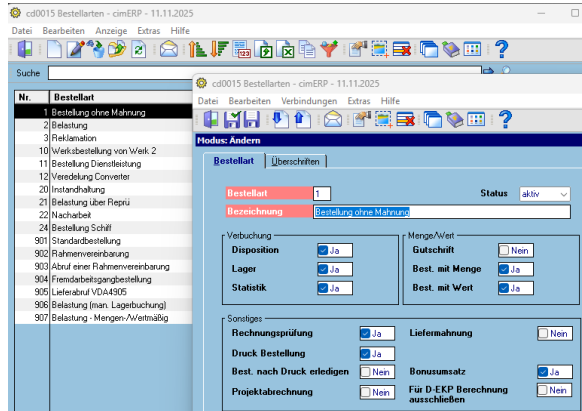 cd0015 Bestellarten - cimERP - 11.11.2025
Datei Bearbeiten Anzeige Extras Hilfe
Suche
Nr. Bestellart
1 Bestellung ohne Mahnung
2 Belastung
3 Reklamation
10 Werksbestellung von Werk 2
11 Bestellung Dienstleistung
12 Veredelung Converter
20 Instandhaltung
21 Belastung über Reprü
22 Nacharbeit
24 Bestellung Schiff
901 Standardbestellung
902 Rahmenvereinbarung
903 Abruf einer Rahmenvereinbarung
904 Fremdarbeitsgangbestellung
905 Lieferabruf VDA4905
906 Belastung (man. Lagerbuchung)
907 Belastung - Mengen-/Wertmäßig
cd0015 Bestellarten - cimERP - 11.11.2025
Datei Bearbeiten Verbindungen Extras Hilfe
Modus: Ändern
Bestellart Überschriften
Bestellart 1 Status aktiv
Bezeichnung Bestellung ohne Mahnung
Verbuchung Menge/Wert
Disposition Ja Gutschrift Nein
Lager Ja Best. mit Menge Ja
Statistik Ja Best. mit Wert Ja
Sonstiges
Rechnungsprüfung Ja Liefermahnung Nein
Druck Bestellung Ja
Best. nach Druck erledigen Nein Bonusumsatz Ja
Projektabrechnung Nein Für D-EKP Berechnung ausschließen Nein